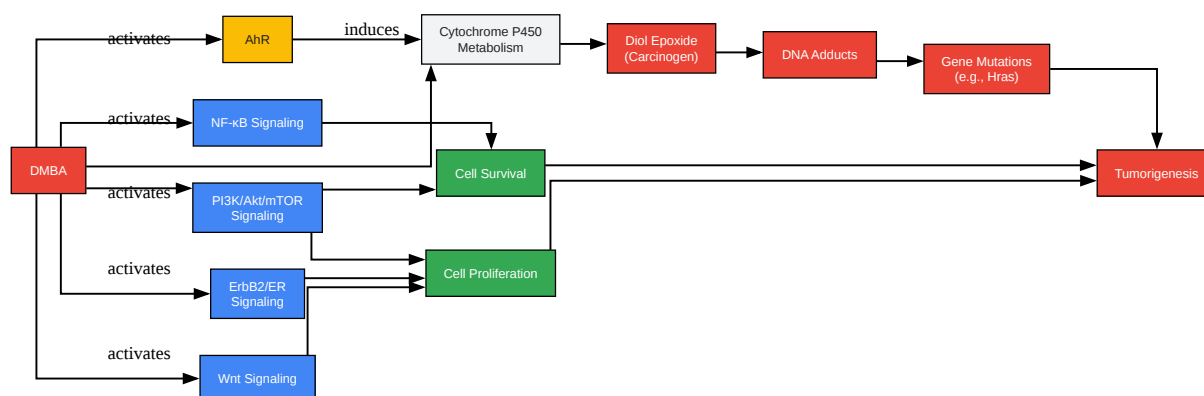 activates
AhR
induces
Cytochrome P450
Metabolism
Diol Epoxide
(Carcinogen)
DNA Adducts
Gene Mutations
(e.g., Hras)
activates
NF-κB Signaling
DMBA
Cell Survival
Tumorigenesis
activates
PI3K/Akt/mTOR
Signaling
activates
ErbB2/ER
Signaling
Cell Proliferation
activates
Wnt Signaling